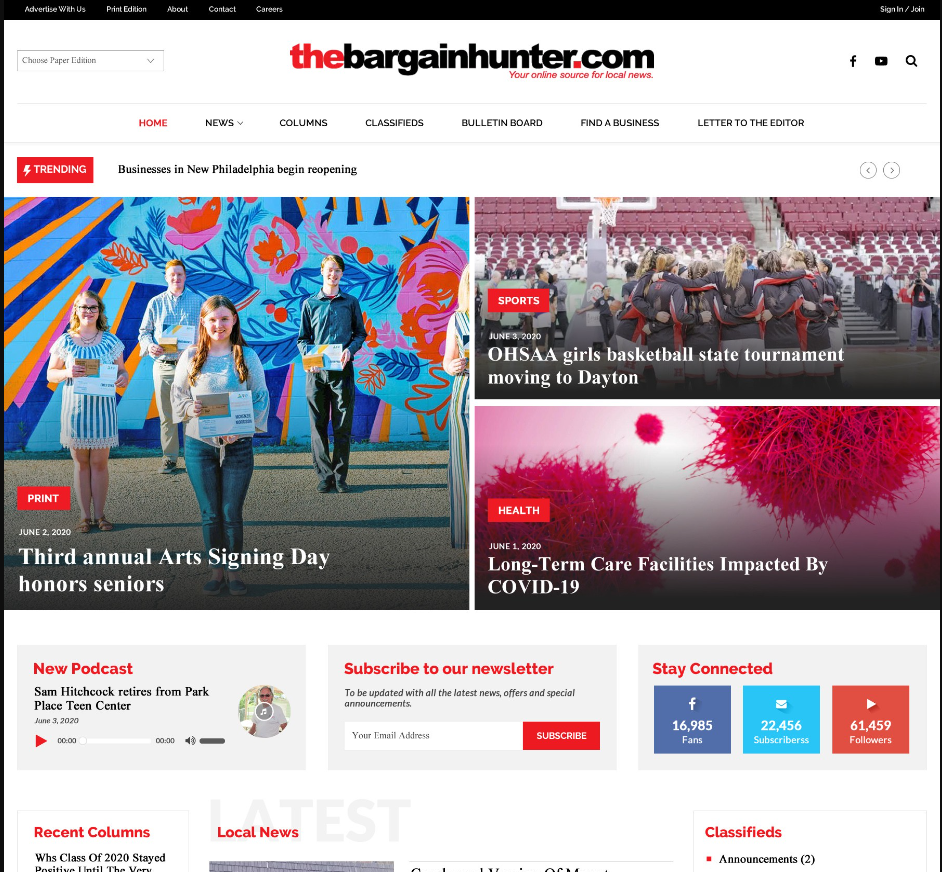 Advertise With Us Print Edition About Contact Careers Sign In / Join
Choose Paper Edition
thebargainhunter.com
Your online source for local news.
HOME NEWS COLUMNS CLASSIFIEDS BULLETIN BOARD FIND A BUSINESS LETTER TO THE EDITOR
TRENDING Businesses in New Philadelphia begin reopening
PRINT
JUNE 2, 2020
Third annual Arts Signing Day
honors seniors
SPORTS
JUNE 3, 2020
OHSAA girls basketball state tournament
moving to Dayton
HEALTH
JUNE 1, 2020
Long-Term Care Facilities Impacted By
COVID-19
New Podcast
Sam Hitchcock retires from Park
Place Teen Center
June 3, 2020
00:00 00:00
Subscribe to our newsletter
To be updated with all the latest news, offers and special
announcements.
Your Email Address SUBSCRIBE
Stay Connected
16,985
Fans
22,456
Subscriberss
61,459
Followers
Recent Columns
Whs Class Of 2020 Stayed
Positive Until The Very
LATEST
Local News
Classifieds
Announcements (2)